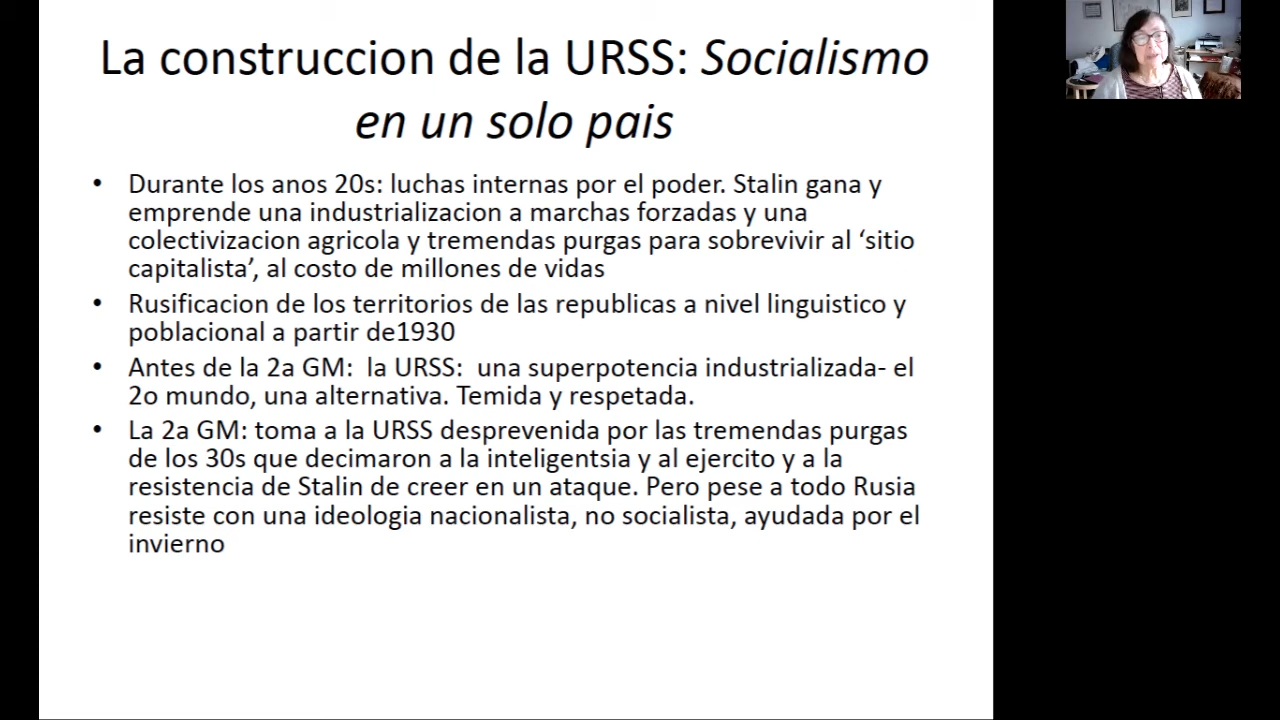 La construccion de la URSS: Socialismo
en un solo pais
• Durante los anos 20s: luchas internas por el poder. Stalin gana y
emprende una industrializacion a marchas forzadas y una
colectivizacion agricola y tremendas purgas para sobrevivir al ‘sitio
capitalista’, al costo de millones de vidas
• Rusificacion de los territorios de las republicas a nivel linguistico y
poblacional a partir de1930
• Antes de la 2a GM:  la URSS:  una superpotencia industrializada- el
2o mundo, una alternativa. Temida y respetada.
• La 2a GM: toma a la URSS desprevenida por las tremendas purgas
de los 30s que decimaron a la inteligentsia y al ejercito y a la
resistencia de Stalin de creer en un ataque. Pero pese a todo Rusia
resiste con una ideologia nacionalista, no socialista, ayudada por el
invierno